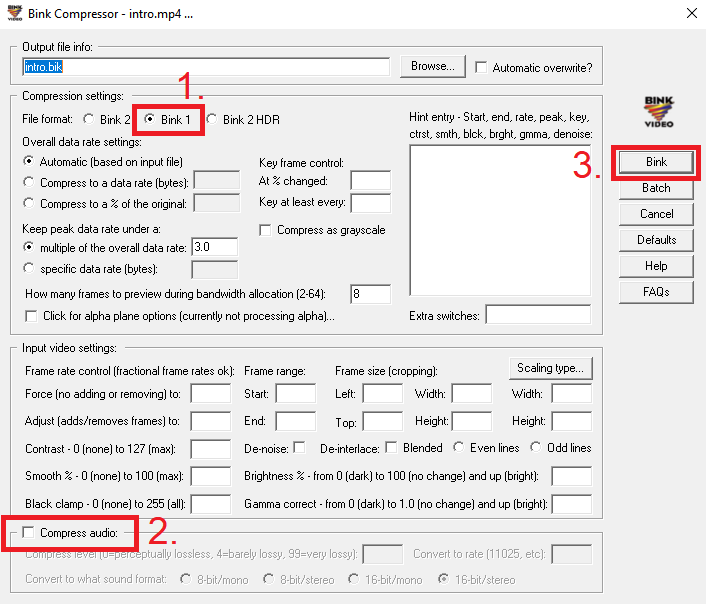 BINK VIDEO Bink Compressor - intro.mp4 ...
Output file info:
intro.bik Browse... Automatic overwrite?
1.
Compression settings:
File format: Bink 2 Bink 1 Bink 2 HDR
Hint entry - Start, end, rate, peak, key,
ctrst, smth, blck, brght, gmma, denoise:
BINK
VIDEO
Overall data rate settings:
Automatic (based on input file) Key frame control:
Compress to a data rate (bytes): At % changed:
Compress to a % of the original: Key at least every:
Keep peak data rate under a: Compress as grayscale
multiple of the overall data rate: 3.0
specific data rate (bytes):
How many frames to preview during bandwidth allocation (2-64): 8
Click for alpha plane options (currently not processing alpha)...
Extra switches:
3.
Bink
Batch
Cancel
Defaults
Help
FAQs
Input video settings:
Frame rate control (fractional frame rates ok): Frame range: Frame size (cropping): Scaling type...
Force (no adding or removing) to: Start: Left: Width: Width:
Adjust (adds/removes frames) to: End: Top: Height: Height:
Contrast - 0 (none) to 127 (max): De-noise: De-interlace: Blended Even lines Odd lines
Smooth % - 0 (none) to 100 (max): Brightness % - from 0 (dark) to 100 (no change) and up (bright):
Black clamp - 0 (none) to 255 (all): Gamma correct - from 0 (dark) to 1.0 (no change) and up (bright):
Compress audio: 2.
Compress level (0=perceptually lossless, 4=barely lossy, 99=very lossy): Convert to rate (11025, etc):
Convert to what sound format: 8-bit/mono 8-bit/stereo 16-bit/mono 16-bit/stereo